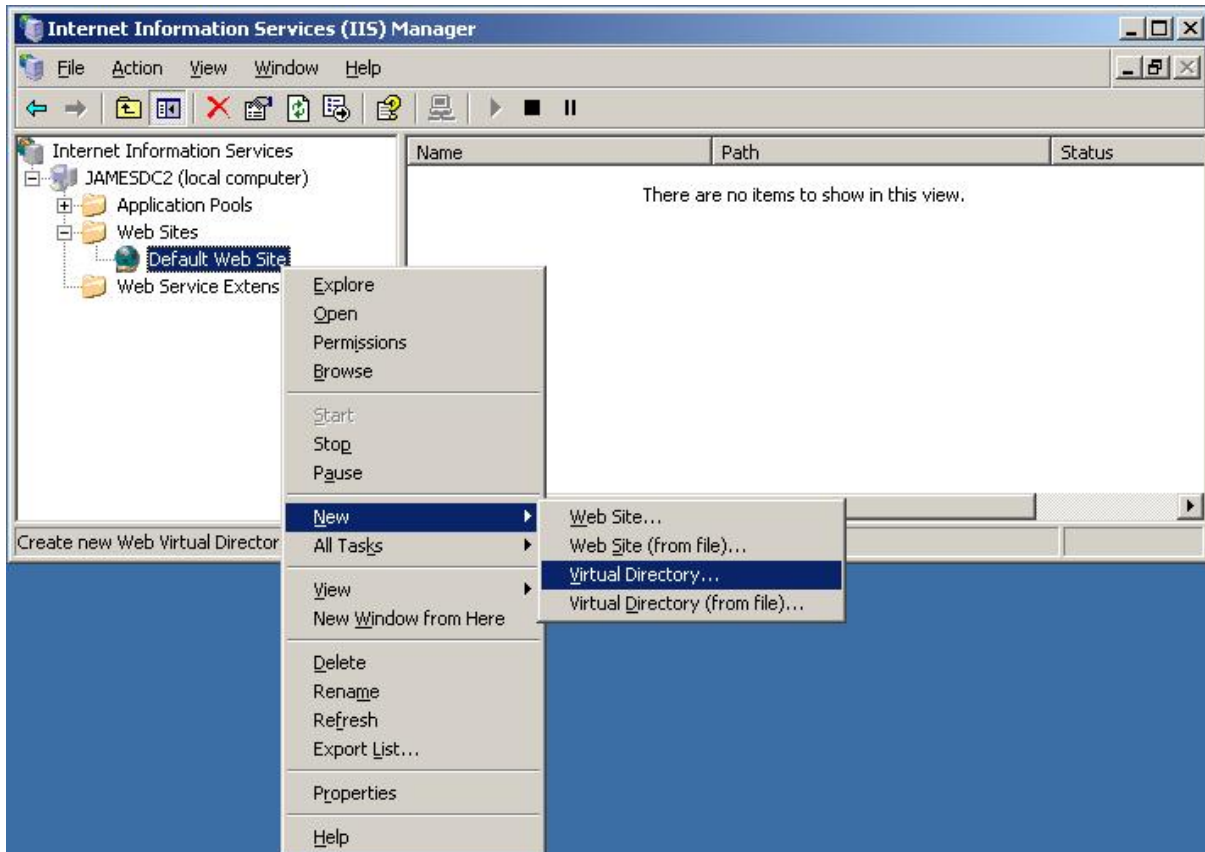 Internet Information Services (IIS) Manager
File Action View Window Help
Internet Information Services
JAMESDC2 (local computer)
Application Pools
Web Sites
Default Web Site
Web Service Extens
Name Path Status
There are no items to show in this view.
Explore
Open
Permissions
Browse
Start
Stop
Pause
New
All Tasks
View
New Window from Here
Delete
Rename
Refresh
Export List...
Properties
Help
Web Site...
Web Site (from file)...
Virtual Directory...
Virtual Directory (from file)...
Create new Web Virtual Director